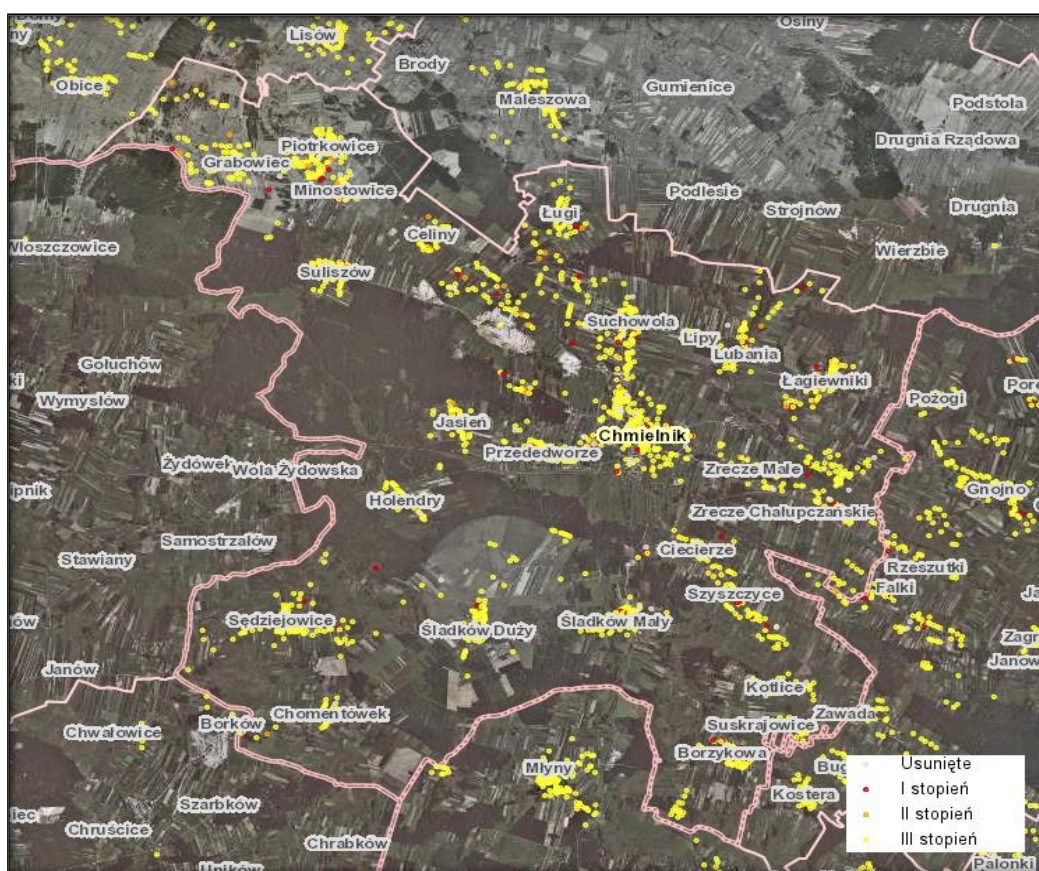 Lisów
Osiny
Brody
Obice
Gumienice
Maleszowa
Podstoła
Drugnia Rządowa
Piotrkowice
Grabowiec
Minostowice
Podlesie
Strojnów
Drugnia
Ługi
Celiny
Włoszczowice
Wierzbie
Suliszów
Suchowola
Łipy
Lubania
Gołuchów
Łagiewniki
Wymysłów
Pożogi
Jasień
Chmielnik
Przededworze
Żydówek
Wola Żydowska
Zrecze Małe
Gnojno
Holendry
Zrecze Chałupczańskie
Samostrzałów
Ciecierze
Stawiany
Rzeszutki
Szyszczyce
Falki
Sędziejowice
Śladków Duży
Śladków Mały
Janów
Kotlice
Chomentówek
Zawada
Borków
Suskrajowice
Chwałowice
Borzykowa
Młyny
Kostera
Szarbków
Chruścice
Chrabków
Uników
Palonki
Usunięte
I stopień
II stopień
III stopień